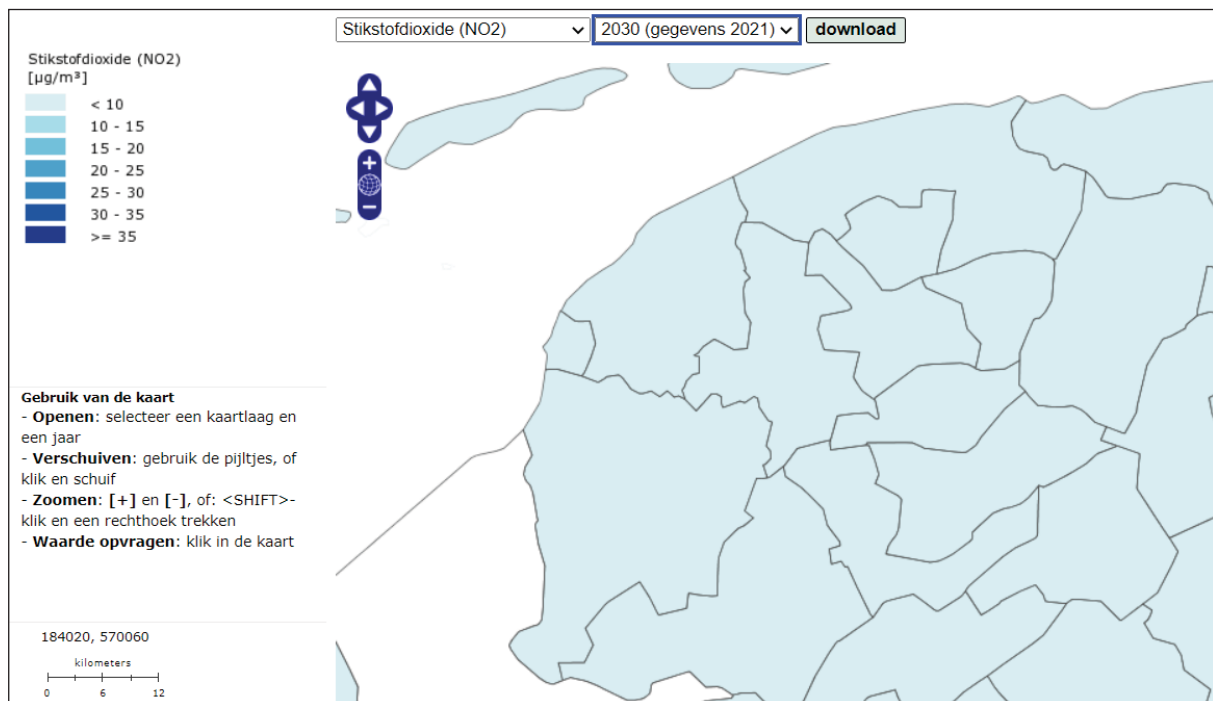 Stikstofdioxide (NO2) 2030 (gegevens 2021) download
Stikstofdioxide (NO2)
[µg/m³]
< 10
10 - 15
15 - 20
20 - 25
25 - 30
30 - 35
>= 35
Gebruik van de kaart
- Openen: selecteer een kaartlaag en
een jaar
- Verschuiven: gebruik de pijltjes, of
klik en schuif
- Zoomen: [+] en [-], of: <SHIFT>-
klik en een rechthoek trekken
- Waarde opvragen: klik in de kaart
184020, 570060
kilometers
0 6 12